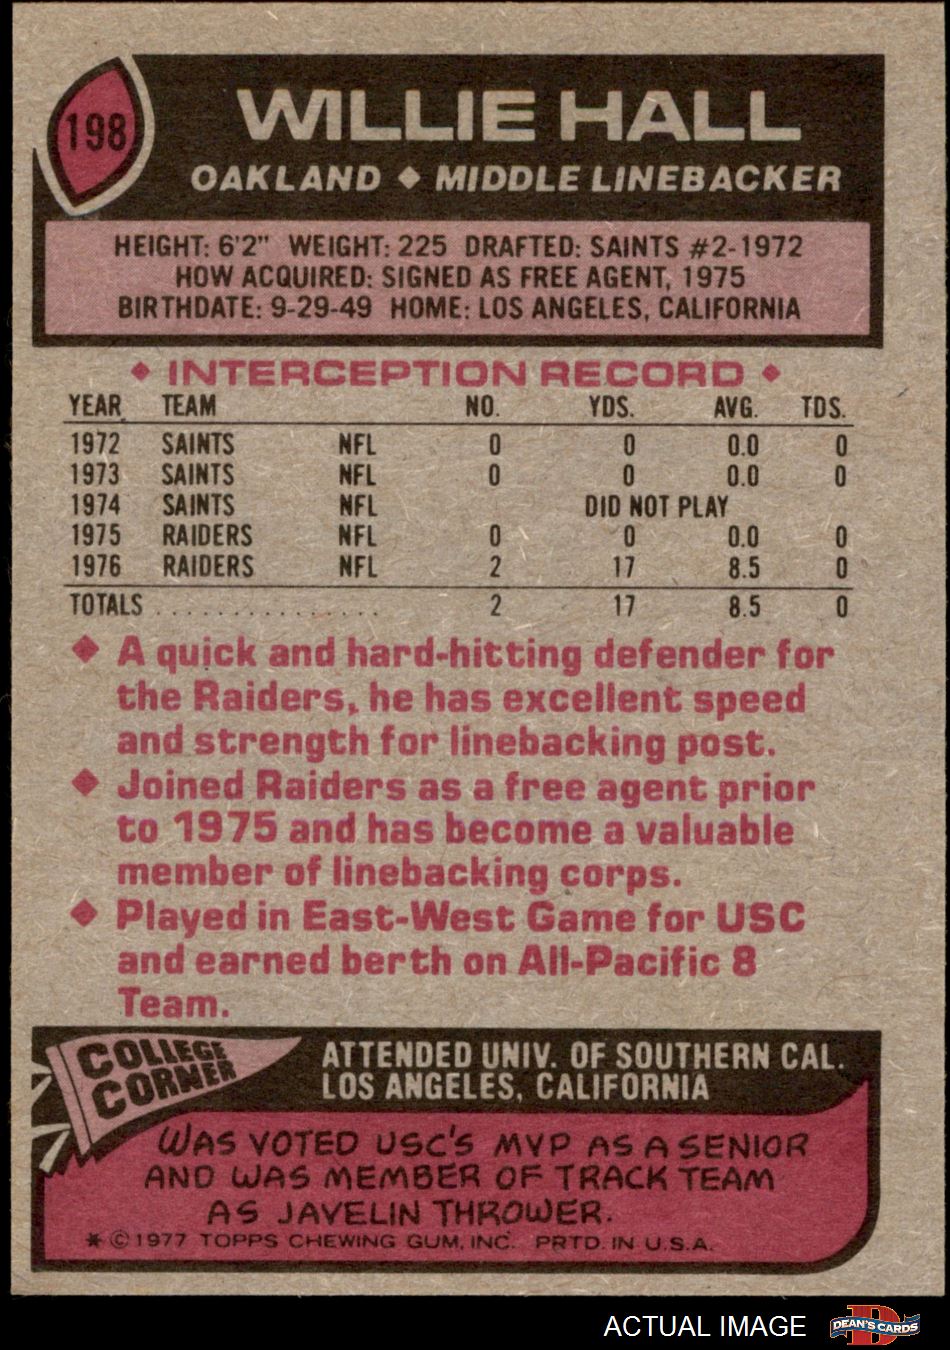 198
WILLIE HALL
OAKLAND ◆ MIDDLE LINEBACKER
HEIGHT: 6'2" WEIGHT: 225 DRAFTED: SAINTS #2-1972
HOW ACQUIRED: SIGNED AS FREE AGENT, 1975
BIRTHDATE: 9-29-49 HOME: LOS ANGELES, CALIFORNIA
◆ INTERCEPTION RECORD ◆
YEAR TEAM NO. YDS. AVG. TDS.
1972 SAINTS NFL 0 0 0.0 0
1973 SAINTS NFL 0 0 0.0 0
1974 SAINTS NFL DID NOT PLAY
1975 RAIDERS NFL 0 0 0.0 0
1976 RAIDERS NFL 2 17 8.5 0
TOTALS . . . . . . . . . . . . . . . 2 17 8.5 0
◆ A quick and hard-hitting defender for
the Raiders, he has excellent speed
and strength for linebacking post.
◆ Joined Raiders as a free agent prior
to 1975 and has become a valuable
member of linebacking corps.
◆ Played in East-West Game for USC
and earned berth on All-Pacific 8
Team.
COLLEGE
CORNER
ATTENDED UNIV. OF SOUTHERN CAL.
LOS ANGELES, CALIFORNIA
WAS VOTED USC'S MVP AS A SENIOR
AND WAS MEMBER OF TRACK TEAM
AS JAVELIN THROWER.
* © 1977 TOPPS CHEWING GUM, INC. PRTD. IN U.S.A.
ACTUAL IMAGE
D
DEAN'S CARDS